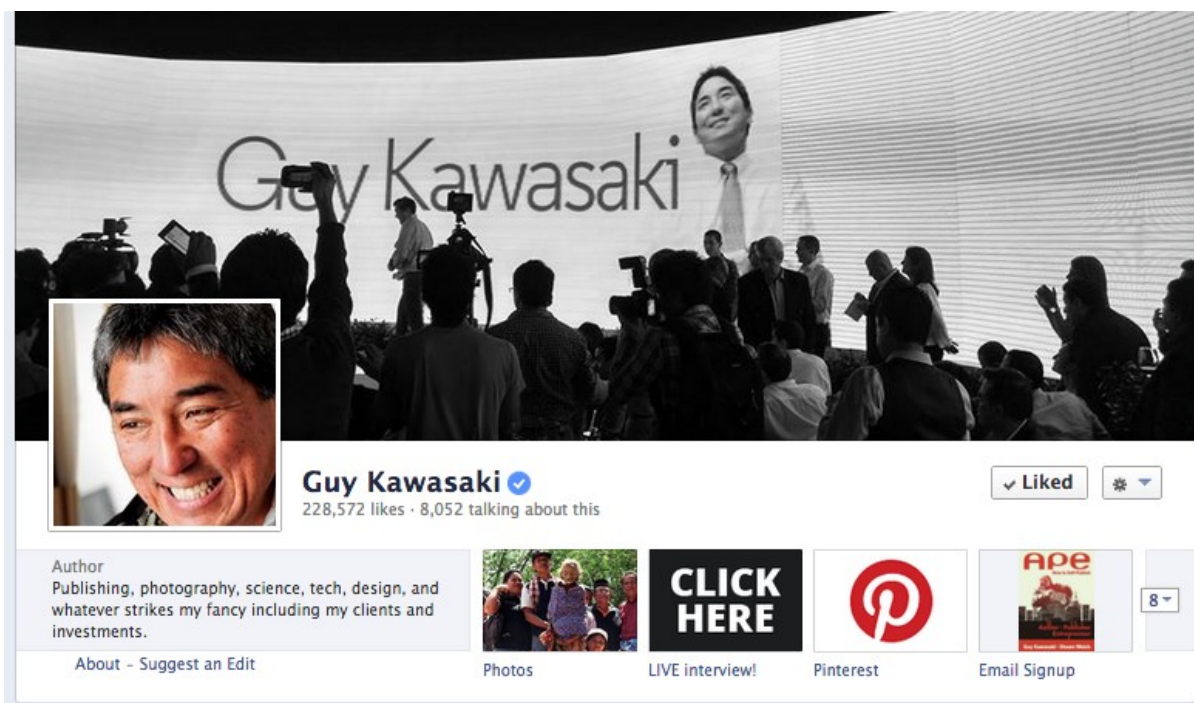 Guy Kawasaki
Guy Kawasaki
228,572 likes · 8,052 talking about this
Liked
Author
Publishing, photography, science, tech, design, and
whatever strikes my fancy including my clients and
investments.
About – Suggest an Edit
CLICK
HERE
APE
8
Photos
LIVE interview!
Pinterest
Email Signup